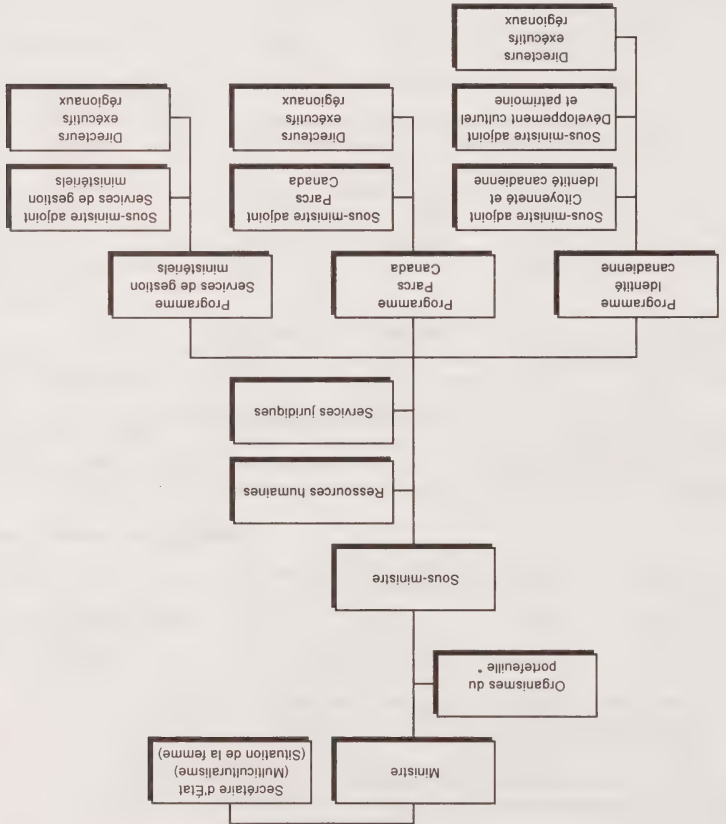 Ministre
Secrétaire d'État
(Multiculturalisme)
(Situation de la femme)
Organismes du
portefeuille *
Sous-ministre
Ressources humaines
Services juridiques
Programme
Identité
canadienne
Programme
Parcs
Canada
Programme
Services de gestion
ministériels
Sous-ministre adjoint
Citoyenneté et
Identité canadienne
Sous-ministre adjoint
Parcs
Canada
Sous-ministre adjoint
Services de gestion
ministériels
Sous-ministre adjoint
Développement culturel
et patrimoine
Directeurs
exécutifs
régionaux
Directeurs
exécutifs
régionaux
Directeurs
exécutifs
régionaux